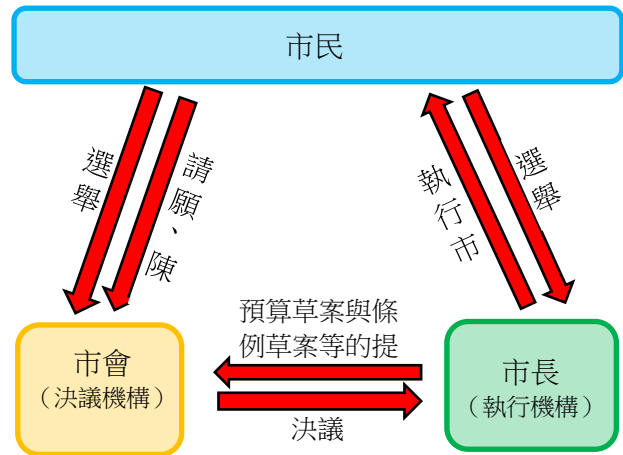 市民
選舉
請願、陳
執行市
選舉
預算草案與條
例草案等的提
市會
（決議機構）
市長
（執行機構）
決議